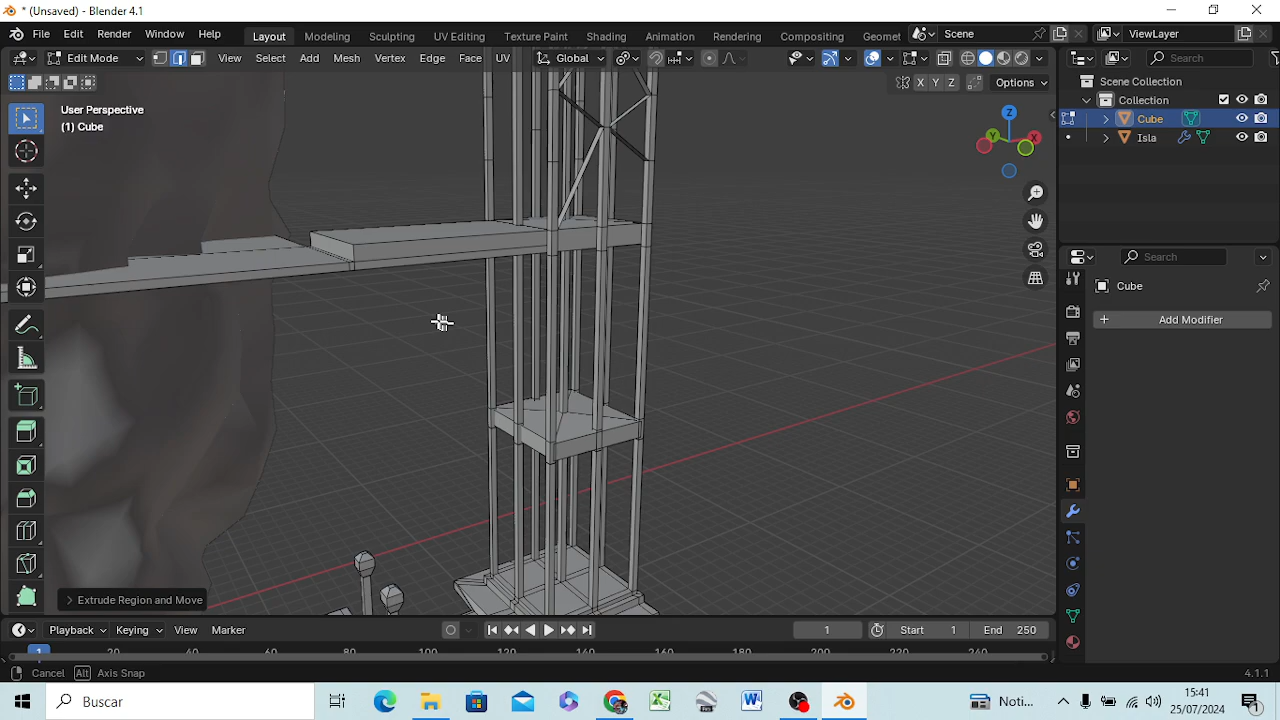 * (Unsaved) - Blender 4.1
File Edit Render Window Help
Layout Modeling Sculpting UV Editing Texture Paint Shading Animation Rendering Compositing Geomet
Scene ViewLayer
Edit Mode View Select Add Mesh Vertex Edge Face UV Global
Search
X Y Z Options
User Perspective
(1) Cube
Z Y X
Scene Collection
Collection
Cube
Isla
Search
Cube
+ Add Modifier
> Extrude Region and Move
Playback Keying View Marker 1 Start 1 End 250
1 20 40 60 80 100 120 140 160 180 200 220 240
Cancel Alt Axis Snap 4.1.1
Buscar Noti... 5:41
25/07/2024